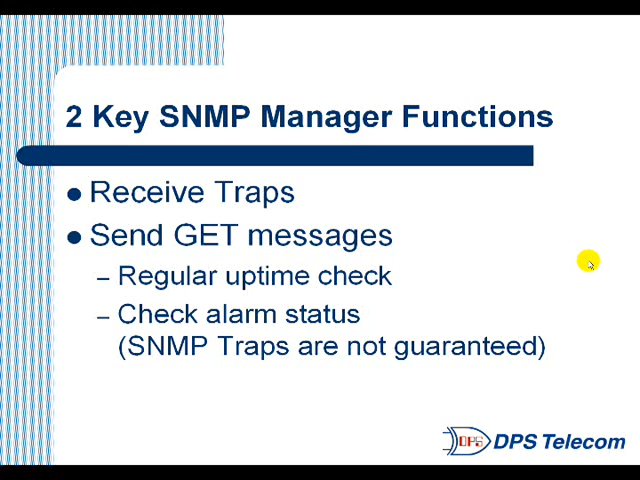 2 Key SNMP Manager Functions
● Receive Traps
● Send GET messages
– Regular uptime check
– Check alarm status
(SNMP Traps are not guaranteed)
DPS DPS Telecom